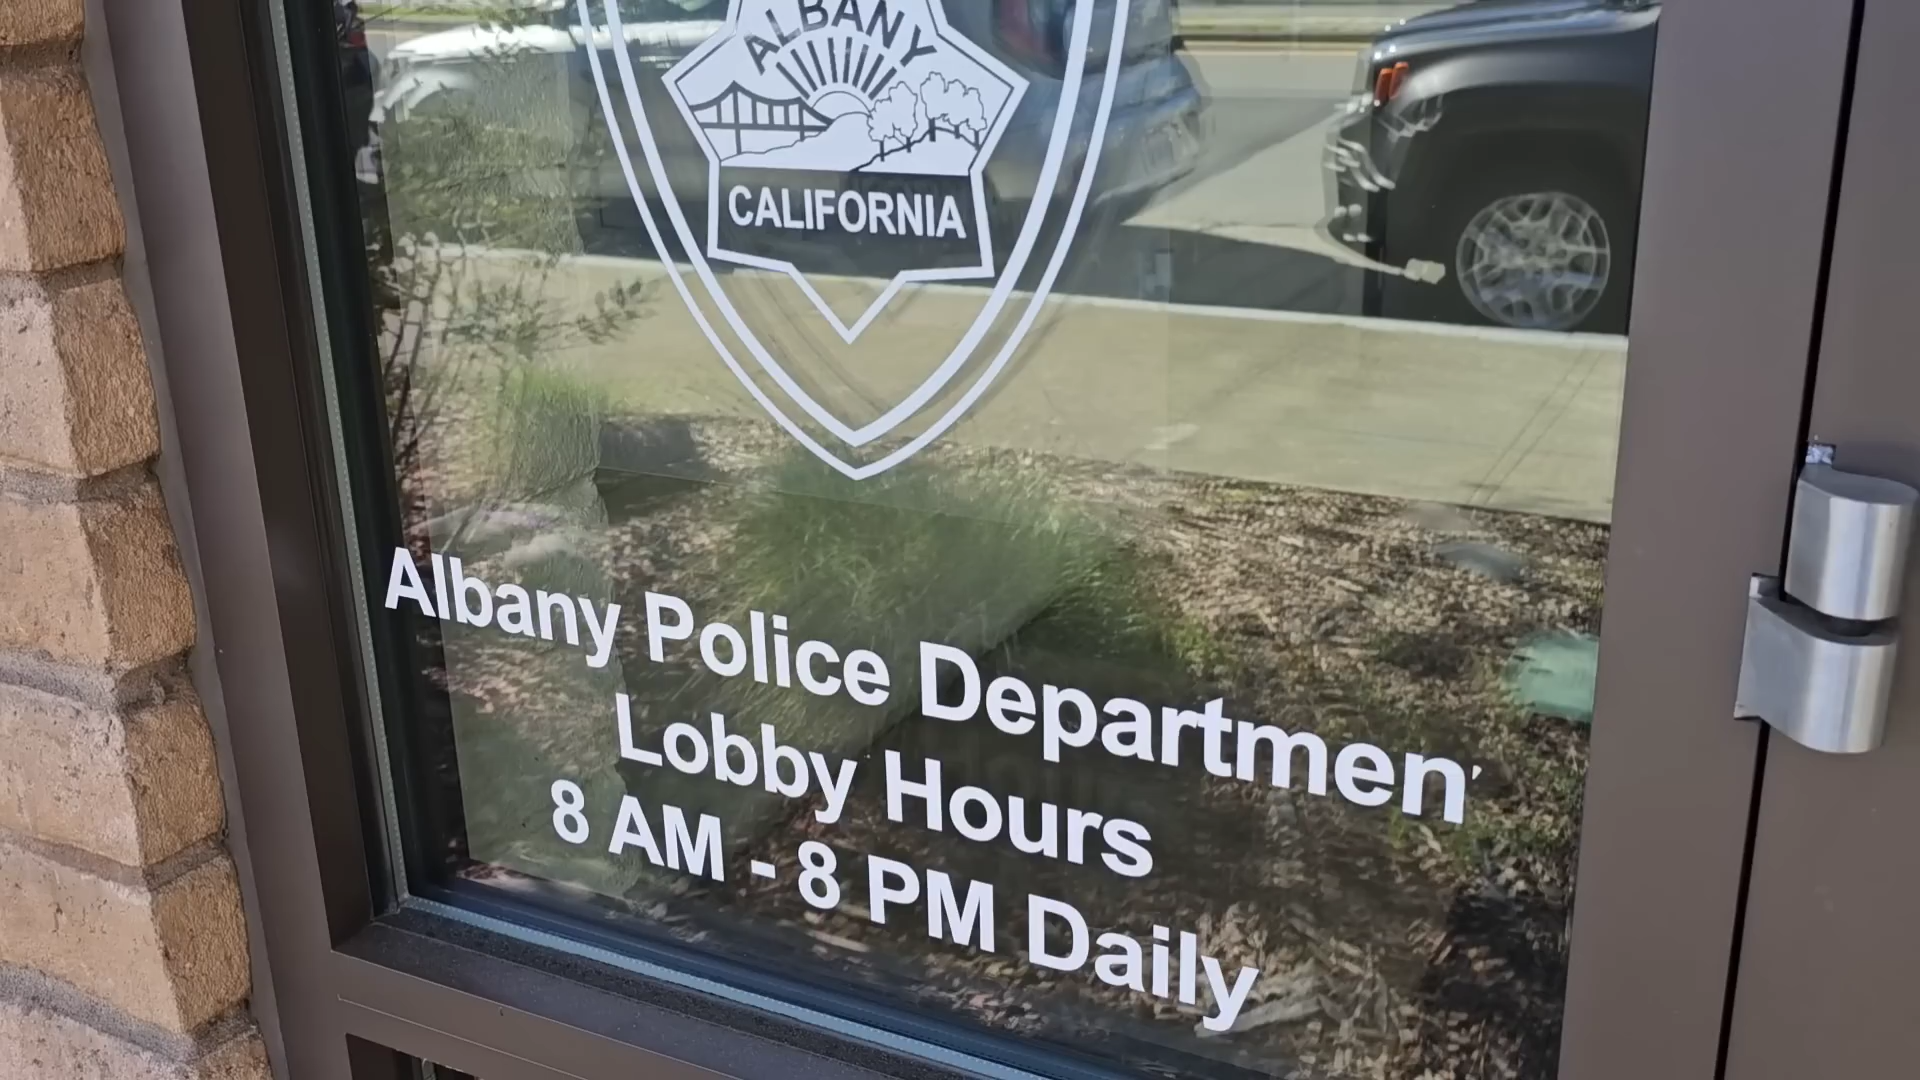 ALBANY
CALIFORNIA
Albany Police Departmen
Lobby Hours
8 AM - 8 PM Daily